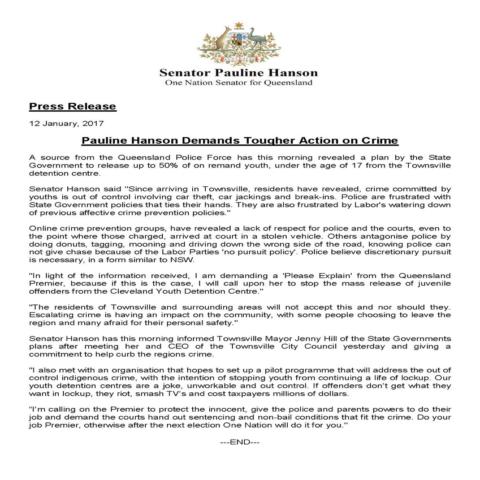 Senator Pauline Hanson
One Nation Senator for Queensland
Press Release
12 January, 2017
Pauline Hanson Demands Tougher Action on Crime
A source from the Queensland Police Force has this morning revealed a plan by the State
Government to release up to 50% of on remand youth, under the age of 17 from the Townsville
detention centre.
Senator Hanson said "Since arriving in Townsville, residents have revealed, crime committed by
youths is out of control involving car theft, car jackings and break-ins. Police are frustrated with
State Government policies that ties their hands. They are also frustrated by Labor's watering down
of previous affective crime prevention policies."
Online crime prevention groups, have revealed a lack of respect for police and the courts, even to
the point where those charged, arrived at court in a stolen vehicle. Others antagonise police by
doing donuts, tagging, mooning and driving down the wrong side of the road, knowing police can
not give chase because of the Labor Parties 'no pursuit policy'. Police believe discretionary pursuit
is necessary, in a form similar to NSW.
"In light of the information received, I am demanding a 'Please Explain' from the Queensland
Premier, because if this is the case, I will call upon her to stop the mass release of juvenile
offenders from the Cleveland Youth Detention Centre."
"The residents of Townsville and surrounding areas will not accept this and nor should they.
Escalating crime is having an impact on the community, with some people choosing to leave the
region and many afraid for their personal safety."
Senator Hanson has this morning informed Townsville Mayor Jenny Hill of the State Governments
plans after meeting her and CEO of the Townsville City Council yesterday and giving a
commitment to help curb the regions crime.
"I also met with an organisation that hopes to set up a pilot programme that will address the out of
control indigenous crime, with the intention of stopping youth from continuing a life of lockup. Our
youth detention centres are a joke, unworkable and out control. If offenders don't get what they
want in lockup, they riot, smash TV's and cost taxpayers millions of dollars.
"I'm calling on the Premier to protect the innocent, give the police and parents powers to do their
job and demand the courts hand out sentencing and non-bail conditions that fit the crime. Do your
job Premier, otherwise after the next election One Nation will do it for you."
---END---